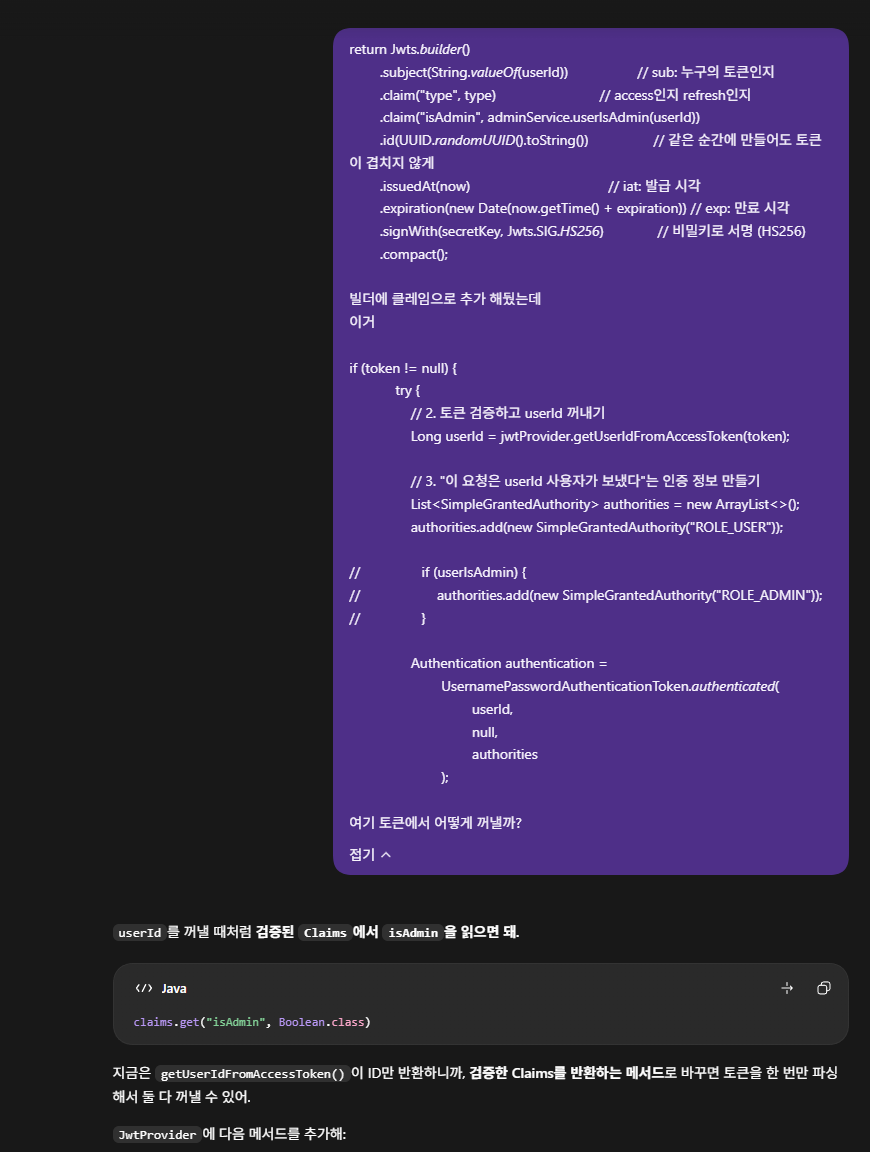 return Jwts.builder()
.subject(String.valueOf(userId)) // sub: 누구의 토큰인지
.claim("type", type) // access인지 refresh인지
.claim("isAdmin", adminService.userIsAdmin(userId))
.id(UUID.randomUUID().toString()) // 같은 순간에 만들어도 토큰
이 겹치지 않게
.issuedAt(now) // iat: 발급 시각
.expiration(new Date(now.getTime() + expiration)) // exp: 만료 시각
.signWith(secretKey, Jwts.SIG.HS256) // 비밀키로 서명 (HS256)
.compact();
빌더에 클레임으로 추가 해뒀는데
이거
if (token != null) {
try {
// 2. 토큰 검증하고 userId 꺼내기
Long userId = jwtProvider.getUserIdFromAccessToken(token);
// 3. "이 요청은 userId 사용자가 보냈다"는 인증 정보 만들기
List<SimpleGrantedAuthority> authorities = new ArrayList<>();
authorities.add(new SimpleGrantedAuthority("ROLE_USER"));
// if (userIsAdmin) {
// authorities.add(new SimpleGrantedAuthority("ROLE_ADMIN"));
// }
Authentication authentication =
UsernamePasswordAuthenticationToken.authenticated(
userId,
null,
authorities
);
여기 토큰에서 어떻게 꺼낼까?
접기
userId를 꺼낼 때처럼 검증된 Claims에서 isAdmin을 읽으면 돼.
</> Java
claims.get("isAdmin", Boolean.class)
지금은 getUserIdFromAccessToken()이 ID만 반환하니까, 검증한 Claims를 반환하는 메서드로 바꾸면 토큰을 한 번만 파싱
해서 둘 다 꺼낼 수 있어.
JwtProvider에 다음 메서드를 추가해: